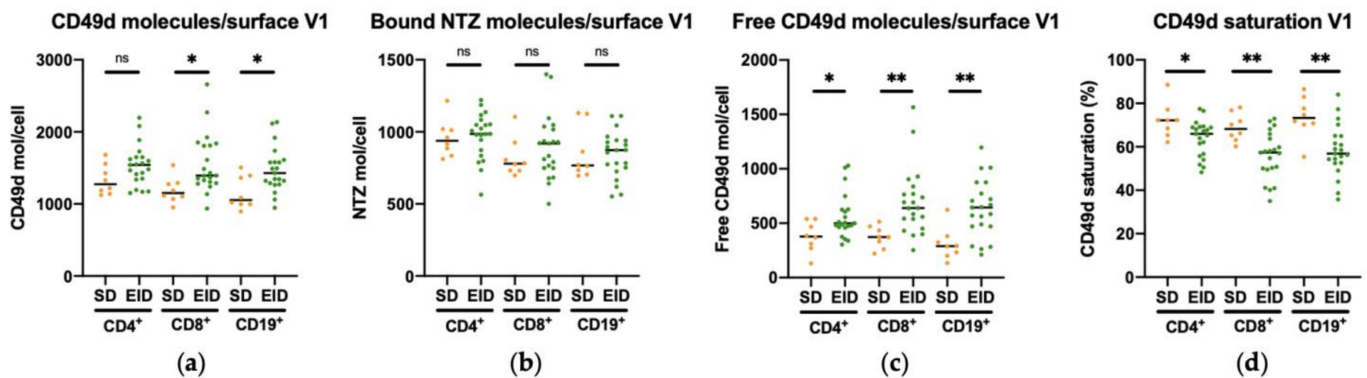 CD49d molecules/surface V1
CD49d mol/cell
3000
2000
1000
0
ns
*
*
SD EID SD EID SD EID
CD4+ CD8+ CD19+
(a)
Bound NTZ molecules/surface V1
NTZ mol/cell
1500
1000
500
0
ns
ns
ns
SD EID SD EID SD EID
CD4+ CD8+ CD19+
(b)
Free CD49d molecules/surface V1
Free CD49d mol/cell
2000
1500
1000
500
0
*
**
**
SD EID SD EID SD EID
CD4+ CD8+ CD19+
(c)
CD49d saturation V1
CD49d saturation (%)
100
80
60
40
20
0
*
**
**
SD EID SD EID SD EID
CD4+ CD8+ CD19+
(d)